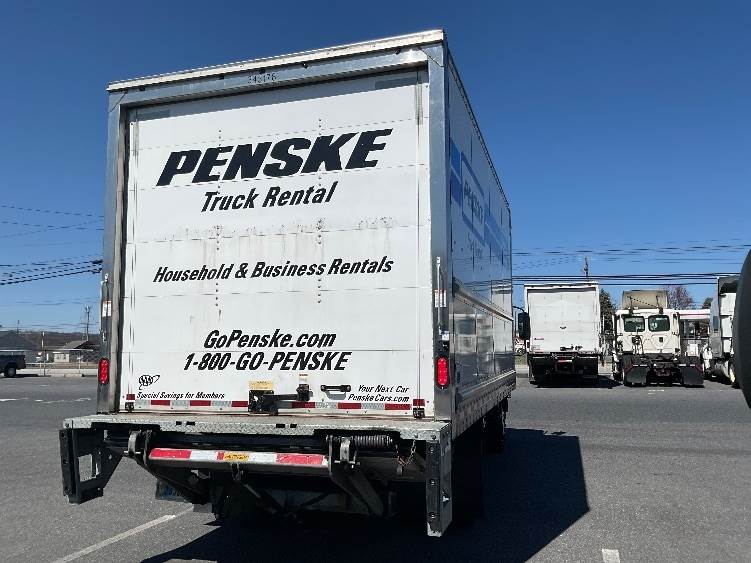 PENSKE
Truck Rental
Household & Business Rentals
GoPenske.com
1-800-GO-PENSKE
AAA
Special Savings for Members
Your Next Car
PenskeCars.com
PENSKE